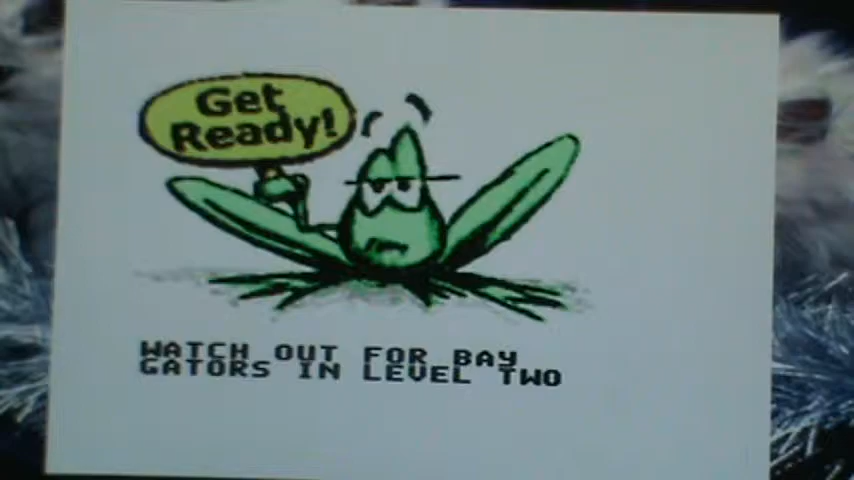 Get
Ready!
WATCH OUT FOR BAY
GATORS IN LEVEL TWO